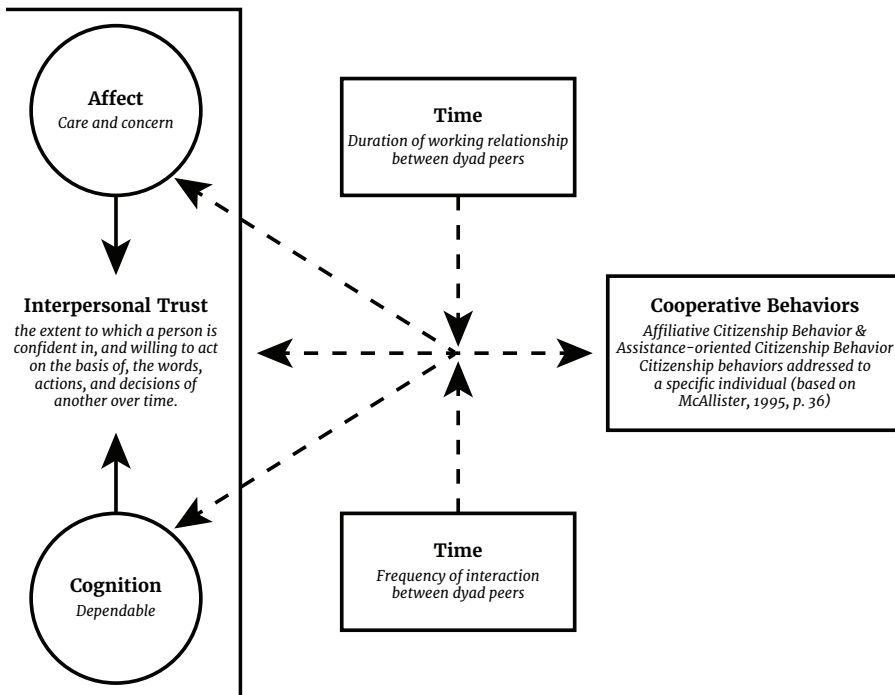 Affect
Care and concern
Time
Duration of working relationship
between dyad peers
Interpersonal Trust
the extent to which a person is
confident in, and willing to act
on the basis of, the words,
actions, and decisions of
another over time.
Cooperative Behaviors
Affiliative Citizenship Behavior &
Assistance-oriented Citizenship Behavior
Citizenship behaviors addressed to
a specific individual (based on
McAllister, 1995, p. 36)
Cognition
Dependable
Time
Frequency of interaction
between dyad peers